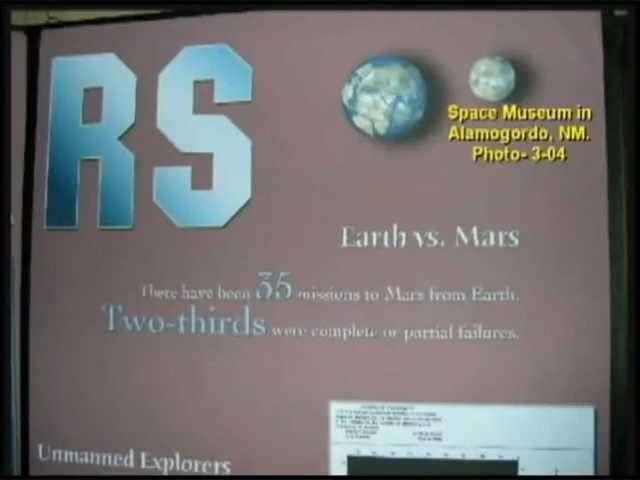 RS
Space Museum in
Alamogordo, NM.
Photo- 3-04
Earth vs. Mars
There have been 35 missions to Mars from Earth.
Two-thirds were complete or partial failures.
Unmanned Explorers